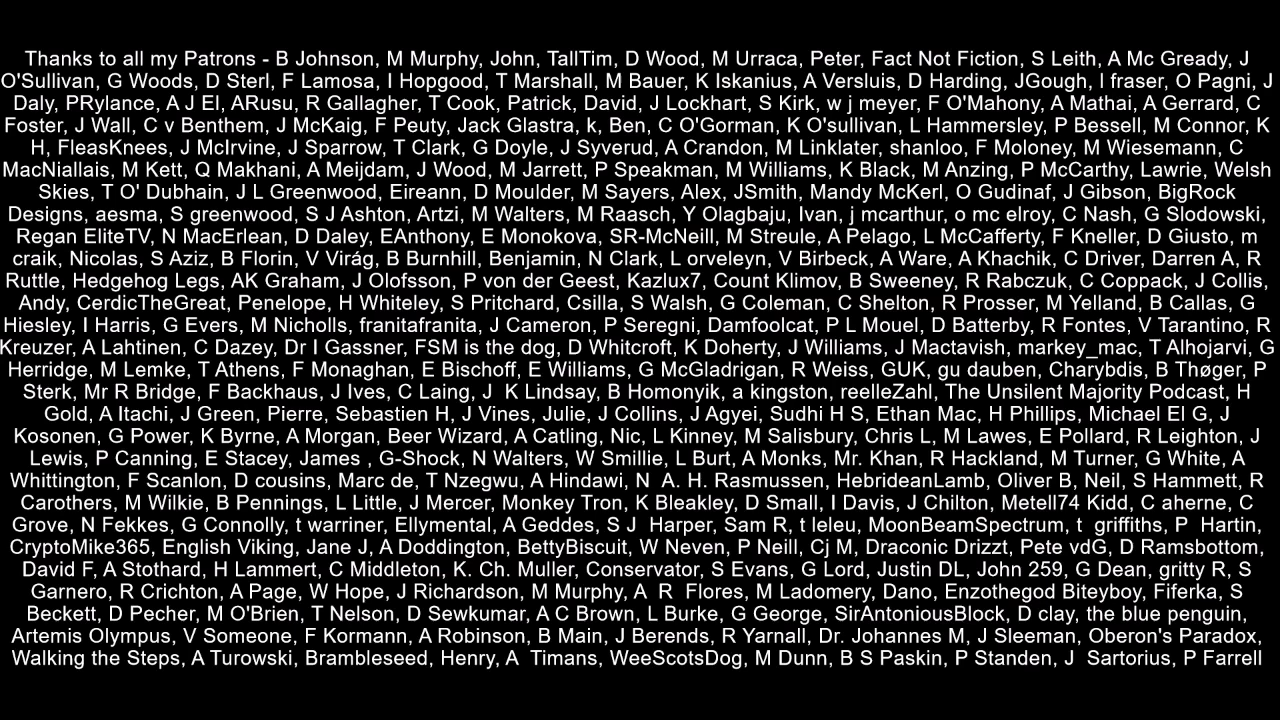 Thanks to all my Patrons - B Johnson, M Murphy, John, TallTim, D Wood, M Urraca, Peter, Fact Not Fiction, S Leith, A Mc Gready, J
O'Sullivan, G Woods, D Sterl, F Lamosa, I Hopgood, T Marshall, M Bauer, K Iskanius, A Versluis, D Harding, JGough, I fraser, O Pagni, J
Daly, PRylance, A J El, ARusu, R Gallagher, T Cook, Patrick, David, J Lockhart, S Kirk, w j meyer, F O'Mahony, A Mathai, A Gerrard, C
Foster, J Wall, C v Benthem, J McKaig, F Peuty, Jack Glastra, k, Ben, C O'Gorman, K O'sullivan, L Hammersley, P Bessell, M Connor, K
H, FleasKnees, J McIrvine, J Sparrow, T Clark, G Doyle, J Syverud, A Crandon, M Linklater, shanloo, F Moloney, M Wiesemann, C
MacNiallais, M Kett, Q Makhani, A Meijdam, J Wood, M Jarrett, P Speakman, M Williams, K Black, M Anzing, P McCarthy, Lawrie, Welsh
Skies, T O' Dubhain, J L Greenwood, Eireann, D Moulder, M Sayers, Alex, JSmith, Mandy McKerl, O Gudinaf, J Gibson, BigRock
Designs, aesma, S greenwood, S J Ashton, Artzi, M Walters, M Raasch, Y Olagbaju, Ivan, j mcarthur, o mc elroy, C Nash, G Slodowski,
Regan EliteTV, N MacErlean, D Daley, EAnthony, E Monokova, SR-McNeill, M Streule, A Pelago, L McCafferty, F Kneller, D Giusto, m
craik, Nicolas, S Aziz, B Florin, V Virág, B Burnhill, Benjamin, N Clark, L orveleyn, V Birbeck, A Ware, A Khachik, C Driver, Darren A, R
Ruttle, Hedgehog Legs, AK Graham, J Olofsson, P von der Geest, Kazlux7, Count Klimov, B Sweeney, R Rabczuk, C Coppack, J Collis,
Andy, CerdicTheGreat, Penelope, H Whiteley, S Pritchard, Csilla, S Walsh, G Coleman, C Shelton, R Prosser, M Yelland, B Callas, G
Hiesley, I Harris, G Evers, M Nicholls, franitafranita, J Cameron, P Seregni, Damfoolcat, P L Mouel, D Batterby, R Fontes, V Tarantino, R
Kreuzer, A Lahtinen, C Dazey, Dr I Gassner, FSM is the dog, D Whitcroft, K Doherty, J Williams, J Mactavish, markey_mac, T Alhojarvi, G
Herridge, M Lemke, T Athens, F Monaghan, E Bischoff, E Williams, G McGladrigan, R Weiss, GUK, gu dauben, Charybdis, B Thøger, P
Sterk, Mr R Bridge, F Backhaus, J Ives, C Laing, J  K Lindsay, B Homonyik, a kingston, reelleZahl, The Unsilent Majority Podcast, H
Gold, A Itachi, J Green, Pierre, Sebastien H, J Vines, Julie, J Collins, J Agyei, Sudhi H S, Ethan Mac, H Phillips, Michael El G, J
Kosonen, G Power, K Byrne, A Morgan, Beer Wizard, A Catling, Nic, L Kinney, M Salisbury, Chris L, M Lawes, E Pollard, R Leighton, J
Lewis, P Canning, E Stacey, James , G-Shock, N Walters, W Smillie, L Burt, A Monks, Mr. Khan, R Hackland, M Turner, G White, A
Whittington, F Scanlon, D cousins, Marc de, T Nzegwu, A Hindawi, N  A. H. Rasmussen, HebrideanLamb, Oliver B, Neil, S Hammett, R
Carothers, M Wilkie, B Pennings, L Little, J Mercer, Monkey Tron, K Bleakley, D Small, I Davis, J Chilton, Metell74 Kidd, C aherne, C
Grove, N Fekkes, G Connolly, t warriner, Ellymental, A Geddes, S J  Harper, Sam R, t leleu, MoonBeamSpectrum, t  griffiths, P  Hartin,
CryptoMike365, English Viking, Jane J, A Doddington, BettyBiscuit, W Neven, P Neill, Cj M, Draconic Drizzt, Pete vdG, D Ramsbottom,
David F, A Stothard, H Lammert, C Middleton, K. Ch. Muller, Conservator, S Evans, G Lord, Justin DL, John 259, G Dean, gritty R, S
Garnero, R Crichton, A Page, W Hope, J Richardson, M Murphy, A  R  Flores, M Ladomery, Dano, Enzothegod Biteyboy, Fiferka, S
Beckett, D Pecher, M O'Brien, T Nelson, D Sewkumar, A C Brown, L Burke, G George, SirAntoniousBlock, D clay, the blue penguin,
Artemis Olympus, V Someone, F Kormann, A Robinson, B Main, J Berends, R Yarnall, Dr. Johannes M, J Sleeman, Oberon's Paradox,
Walking the Steps, A Turowski, Brambleseed, Henry, A  Timans, WeeScotsDog, M Dunn, B S Paskin, P Standen, J  Sartorius, P Farrell